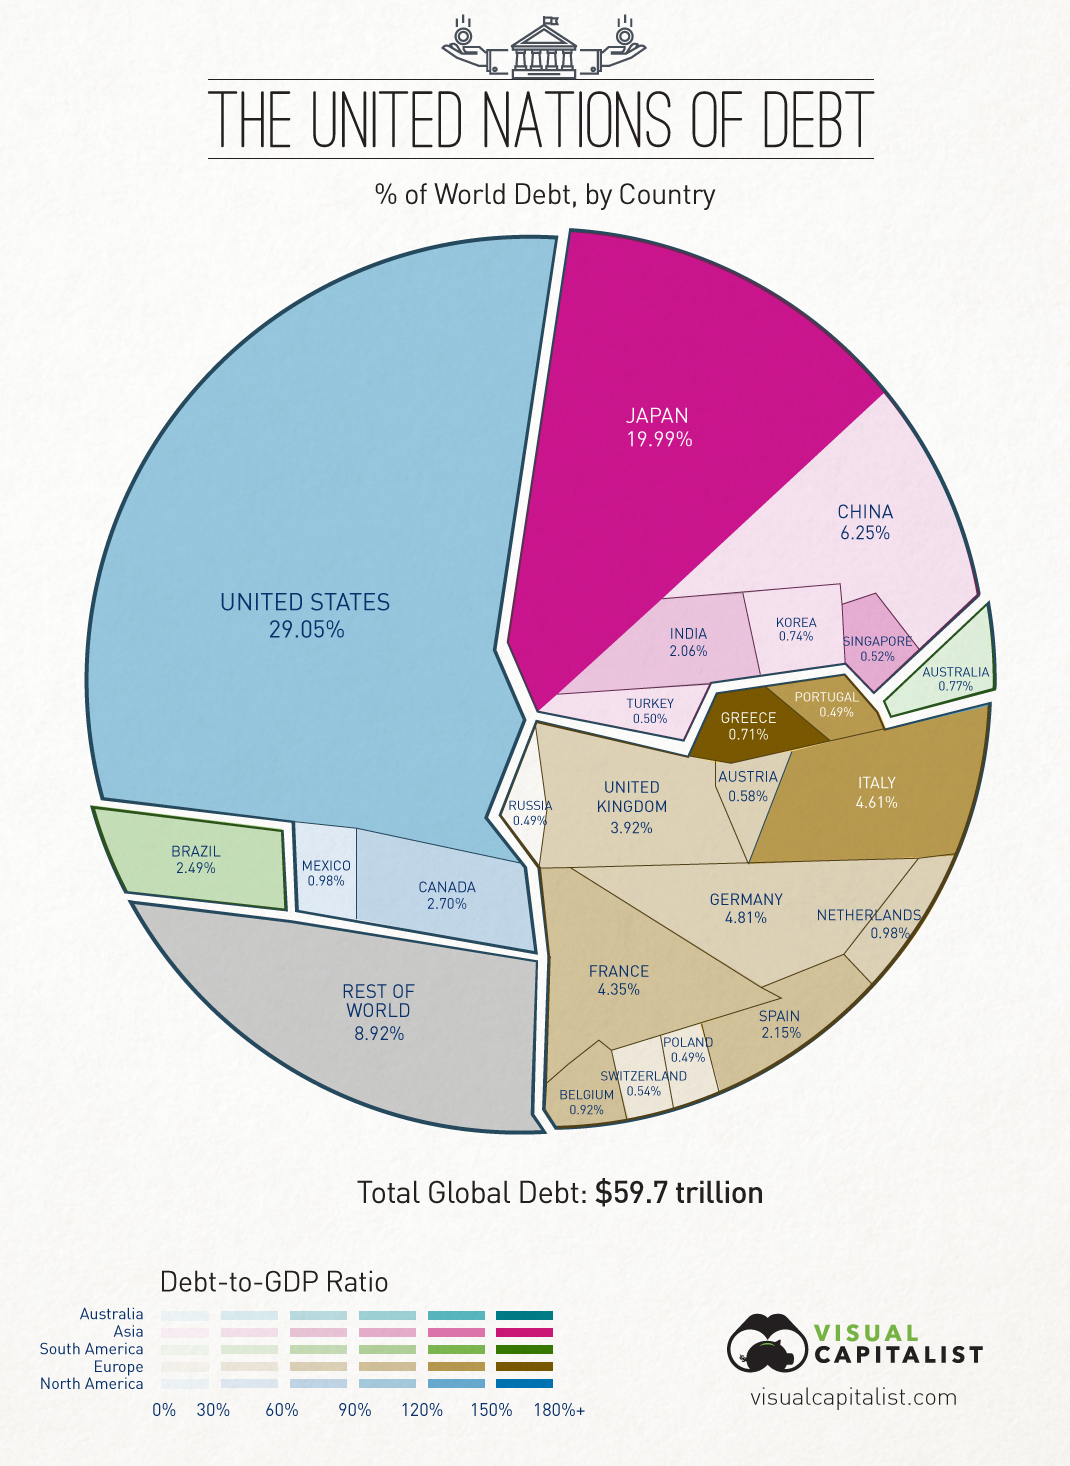 THE UNITED NATIONS OF DEBT
% of World Debt, by Country
JAPAN
19.99%
CHINA
6.25%
UNITED STATES
29.05%
INDIA
2.06%
KOREA
0.74%
SINGAPORE
0.52%
AUSTRALIA
0.77%
TURKEY
0.50%
GREECE
0.71%
PORTUGAL
0.49%
RUSSIA
0.49%
UNITED
KINGDOM
3.92%
AUSTRIA
0.58%
ITALY
4.61%
BRAZIL
2.49%
MEXICO
0.98%
CANADA
2.70%
GERMANY
4.81%
NETHERLANDS
0.98%
REST OF
WORLD
8.92%
FRANCE
4.35%
SPAIN
2.15%
POLAND
0.49%
SWITZERLAND
0.54%
BELGIUM
0.92%
Total Global Debt: $59.7 trillion
Debt-to-GDP Ratio
Australia
Asia
South America
Europe
North America
0% 30% 60% 90% 120% 150% 180%+
VISUAL
CAPITALIST
visualcapitalist.com